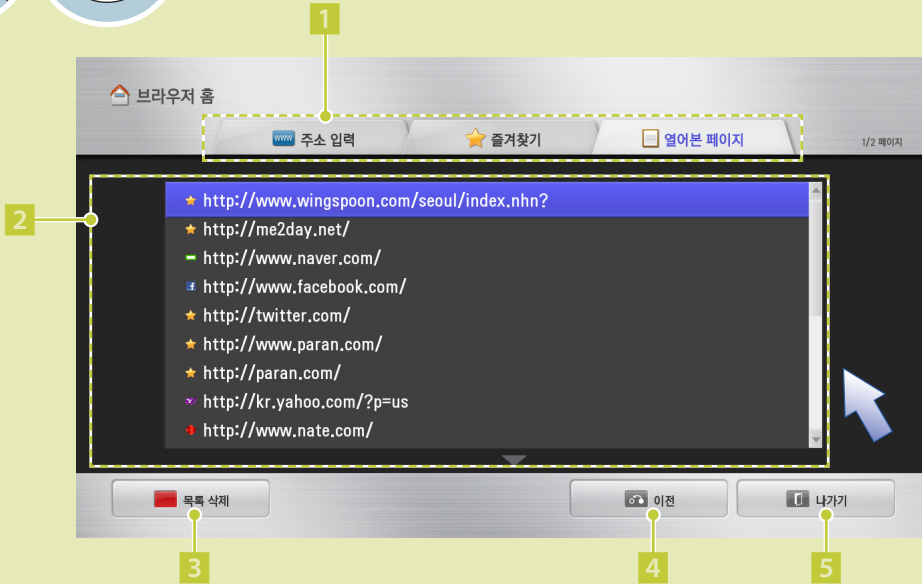 1
브라우저 홈
주소 입력
즐겨찾기
열어본 페이지
1/2 페이지
2
http://www.wingspoon.com/seoul/index.nhn?
http://me2day.net/
http://www.naver.com/
http://www.facebook.com/
http://twitter.com/
http://www.paran.com/
http://paran.com/
http://kr.yahoo.com/?p=us
http://www.nate.com/
목록 삭제
이전
나가기
3
4
5